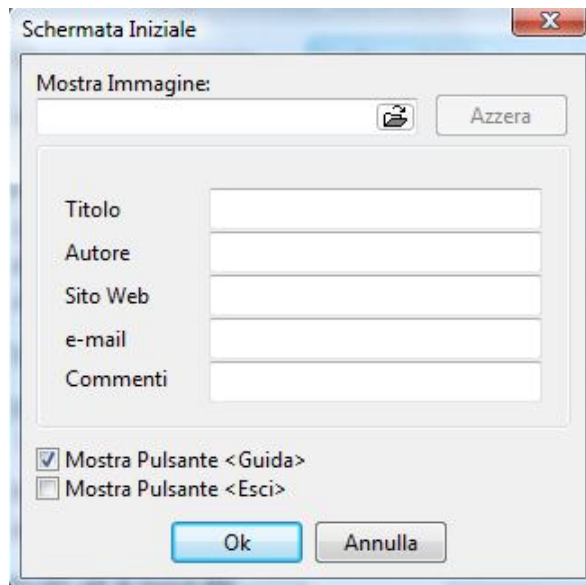 Schermata Iniziale
Mostra Immagine:
Azzera
Titolo
Autore
Sito Web
e-mail
Commenti
Mostra Pulsante <Guida>
Mostra Pulsante <Esci>
Ok Annulla